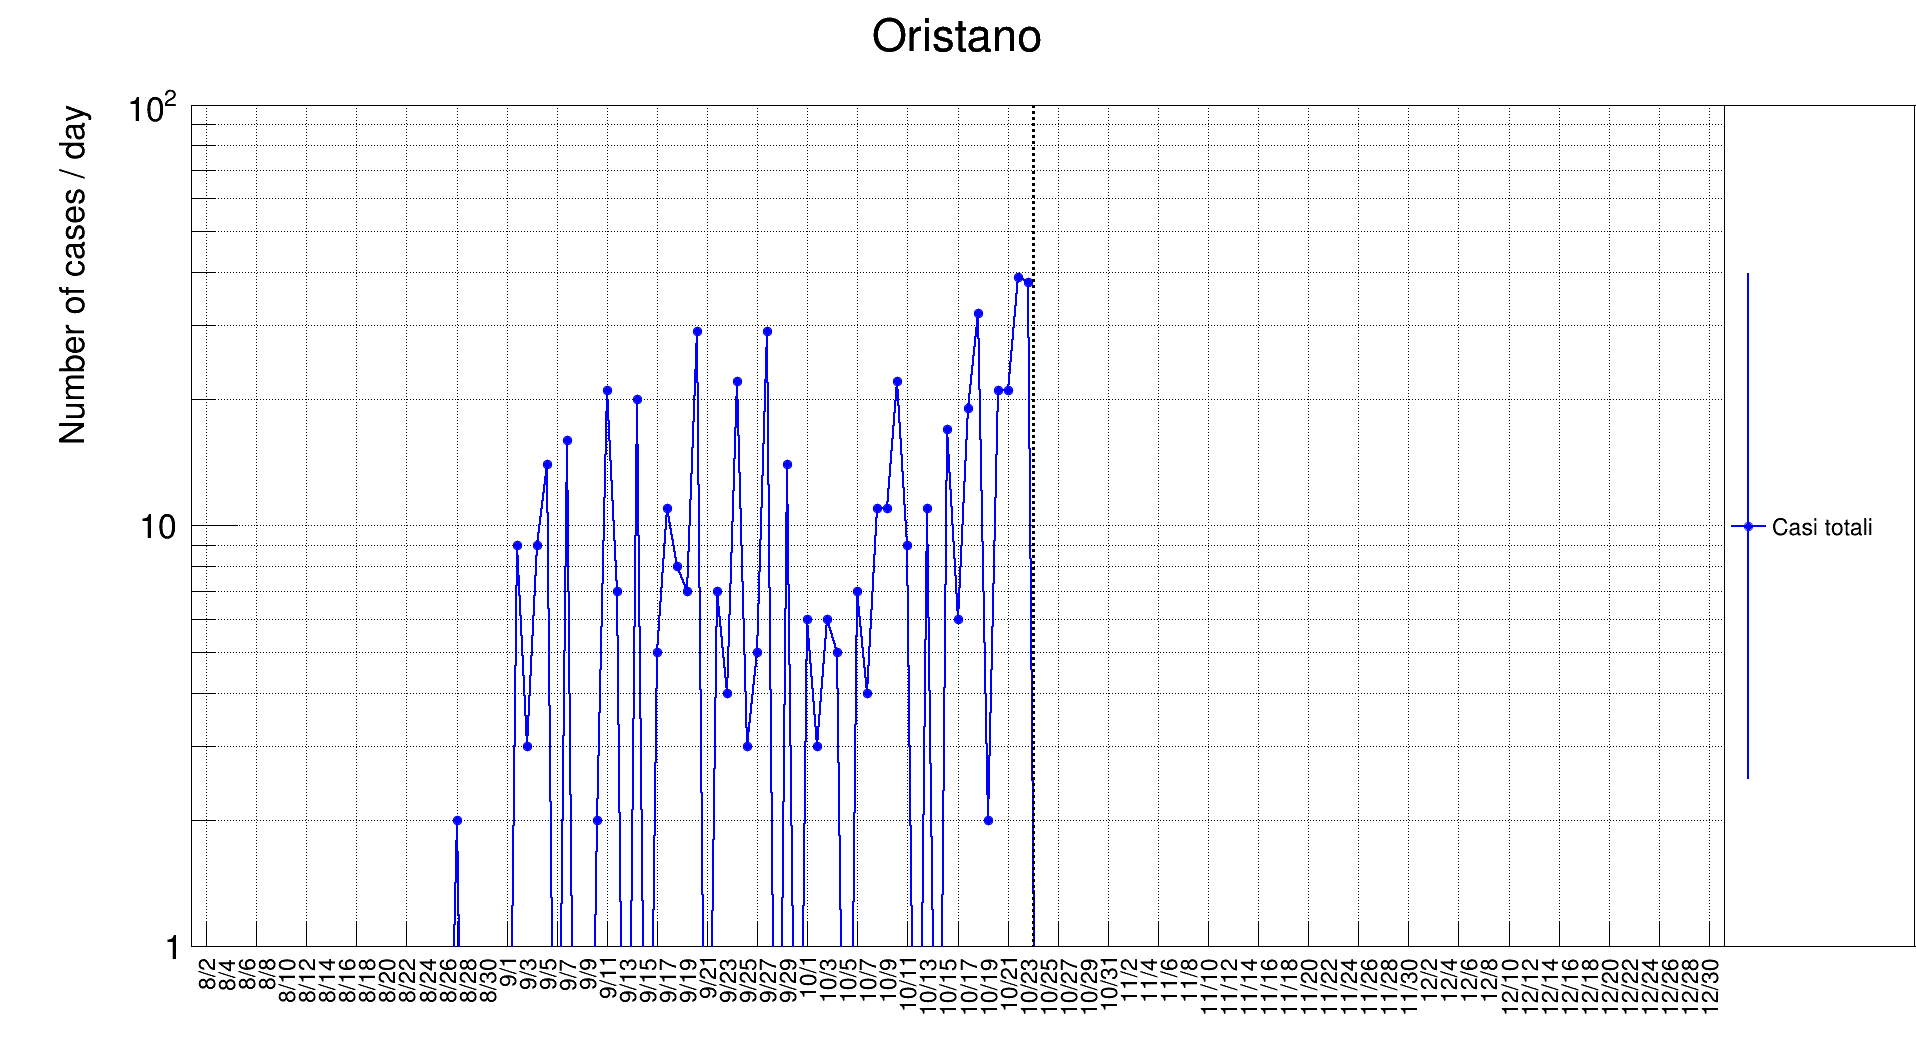 Oristano
Number of cases / day
10²
10
1
8/2 8/4 8/6 8/8 8/10 8/12 8/14 8/16 8/18 8/20 8/22 8/24 8/26 8/28 8/30 9/1 9/3 9/5 9/7 9/9 9/11 9/13 9/15 9/17 9/19 9/21 9/23 9/25 9/27 9/29 10/1 10/3 10/5 10/7 10/9 10/11 10/13 10/15 10/17 10/19 10/21 10/23 10/25 10/27 10/29 10/31 11/2 11/4 11/6 11/8 11/10 11/12 11/14 11/16 11/18 11/20 11/22 11/24 11/26 11/28 11/30 12/2 12/4 12/6 12/8 12/10 12/12 12/14 12/16 12/18 12/20 12/22 12/24 12/26 12/28 12/30
Casi totali